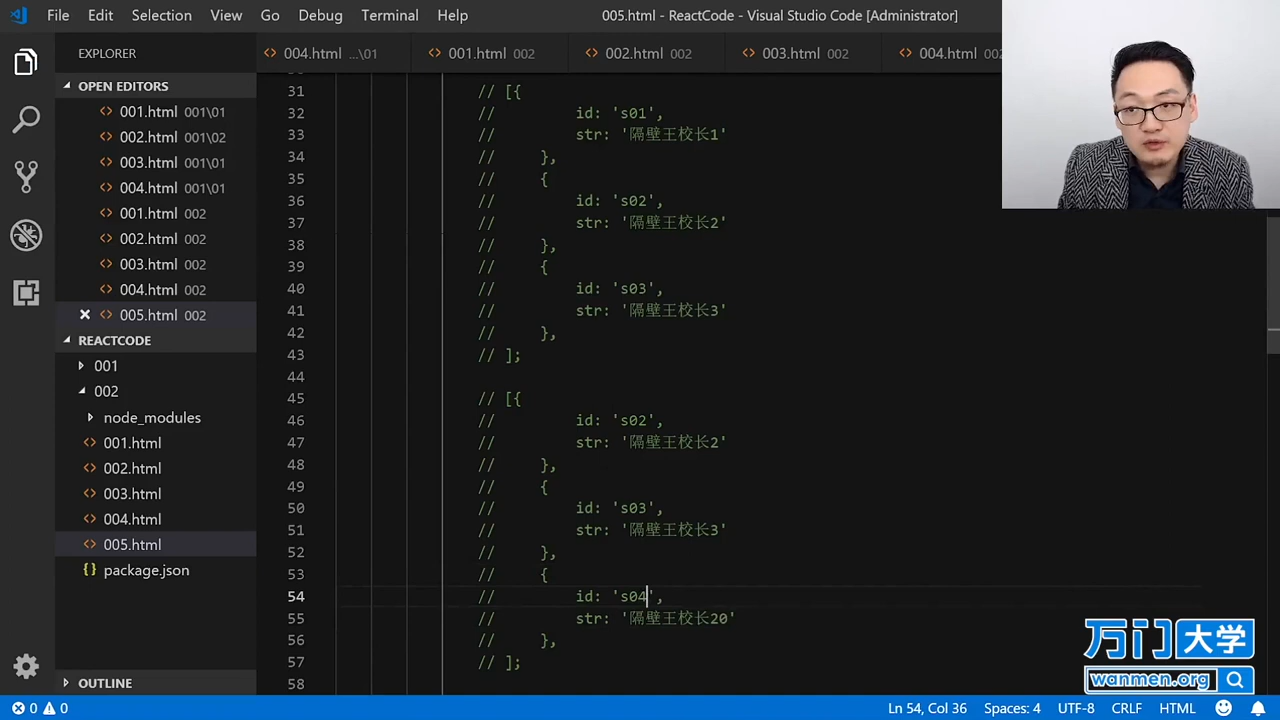 File Edit Selection View Go Debug Terminal Help
005.html - ReactCode - Visual Studio Code [Administrator]
EXPLORER
004.html ...\01
001.html 002
002.html 002
003.html 002
004.html 002
OPEN EDITORS
001.html 001\01
002.html 001\02
003.html 001\01
004.html 001\01
001.html 002
002.html 002
003.html 002
004.html 002
005.html 002
REACTCODE
001
002
node_modules
001.html
002.html
003.html
004.html
005.html
package.json
OUTLINE
31 // [{
32 // id: 's01',
33 // str: '隔壁王校长1'
34 // },
35 // {
36 // id: 's02',
37 // str: '隔壁王校长2'
38 // },
39 // {
40 // id: 's03',
41 // str: '隔壁王校长3'
42 // },
43 // ];
44
45 // [{
46 // id: 's02',
47 // str: '隔壁王校长2'
48 // },
49 // {
50 // id: 's03',
51 // str: '隔壁王校长3'
52 // },
53 // {
54 // id: 's04',
55 // str: '隔壁王校长20'
56 // },
57 // ];
58
万门大学
wanmen.org
0 0
Ln 54, Col 36 Spaces: 4 UTF-8 CRLF HTML